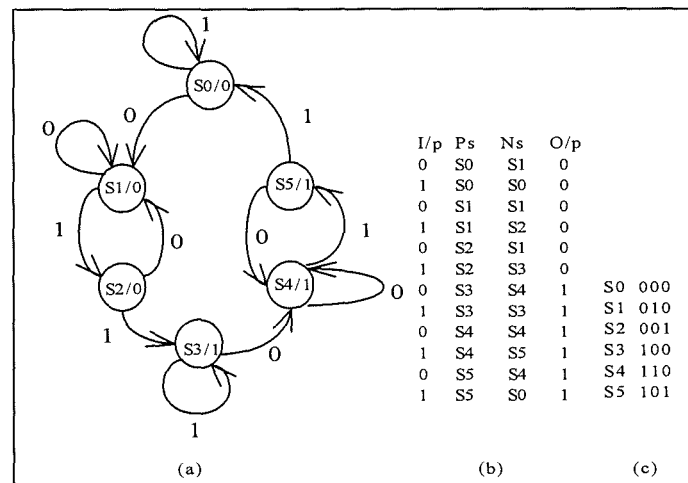 1
S0/0
0
0
1
I/p Ps Ns O/p
0 S0 S1 0
1 S0 S0 0
0 S1 S1 0
1 S1 S2 0
0 S2 S1 0
1 S2 S3 0
0 S3 S4 1
1 S3 S3 1
0 S4 S4 1
1 S4 S5 1
0 S5 S4 1
1 S5 S0 1
S1/0
S5/1
1
0
0
1
S2/0
S4/1
0
S0 000
S1 010
S2 001
S3 100
S4 110
S5 101
1
S3/1
0
1
(a)
(b)
(c)